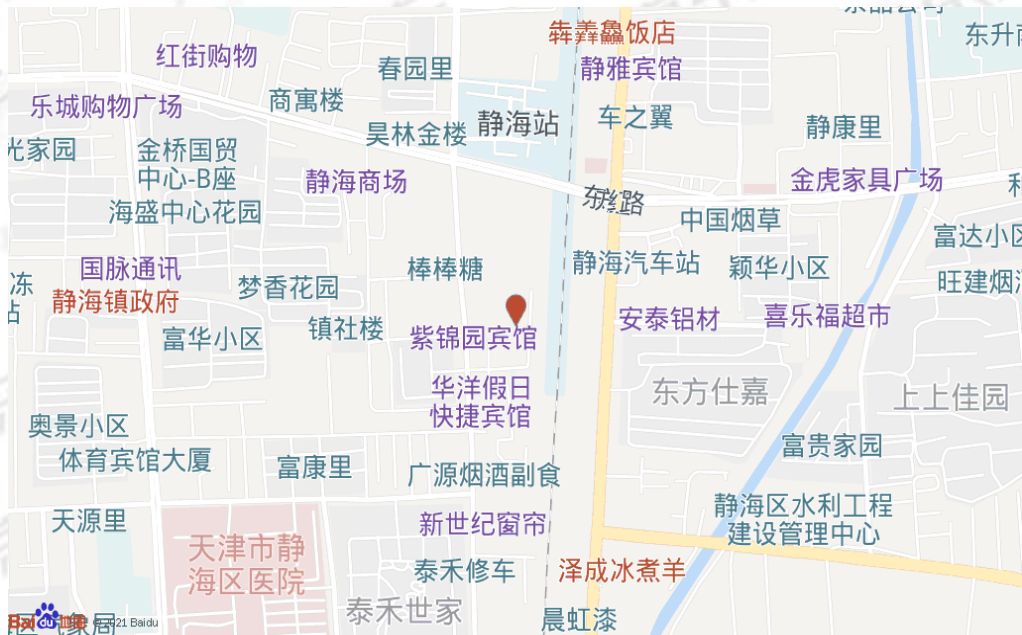 犇羴鱻饭店
东升
红街购物
春园里
静雅宾馆
乐城购物广场
商寓楼
静海站
车之翼
昊林金楼
静康里
光家园
金桥国贸
中心-B座
静海商场
金虎家具广场
东红路
海盛中心花园
中国烟草
富达小区
国脉通讯
棒棒糖
静海汽车站
颖华小区
冻
站
梦香花园
旺建烟酒
静海镇政府
镇社楼
安泰铝材
喜乐福超市
富华小区
紫锦园宾馆
华洋假日
快捷宾馆
东方仕嘉
上上佳园
奥景小区
富贵家园
体育宾馆大厦
富康里
广源烟酒副食
静海区水利工程
建设管理中心
天源里
新世纪窗帘
天津市静
海区医院
泰禾修车
泽成冰煮羊
泰禾世家
晨虹漆
Bai du 地图 © 2021 Baidu